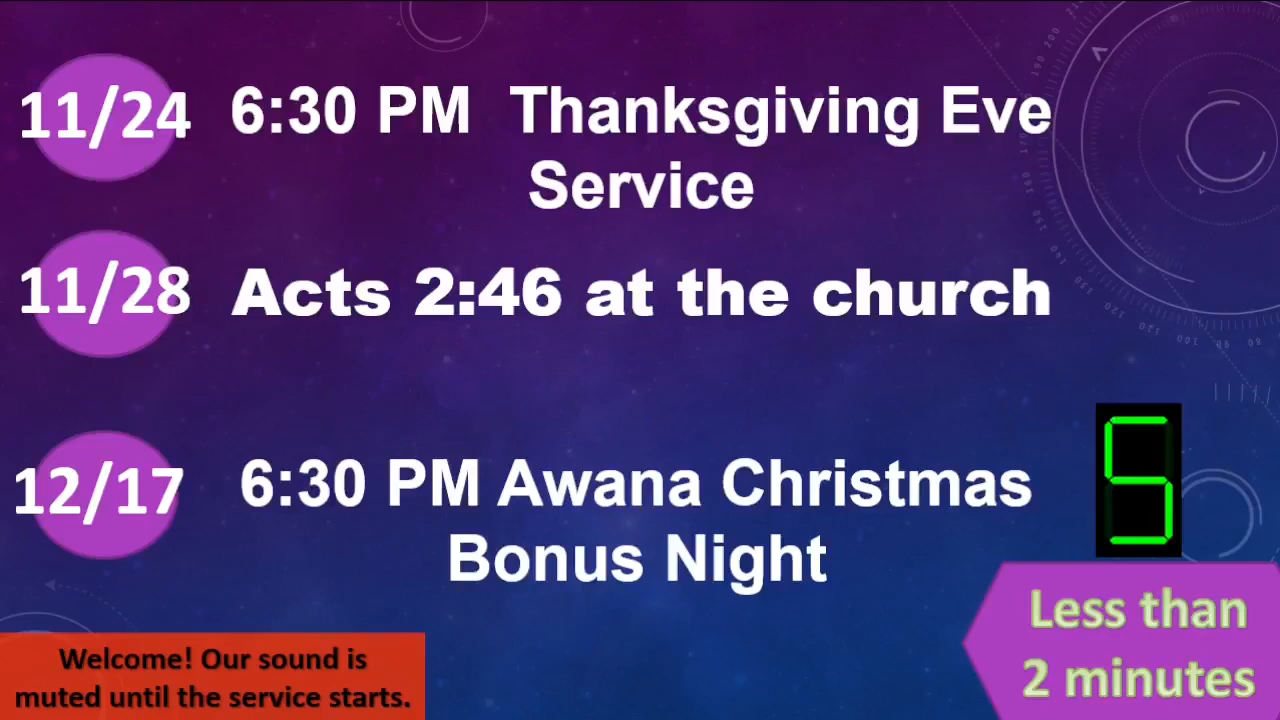 11/24 6:30 PM Thanksgiving Eve
Service
11/28 Acts 2:46 at the church
12/17 6:30 PM Awana Christmas
Bonus Night
5
Less than
2 minutes
Welcome! Our sound is
muted until the service starts.